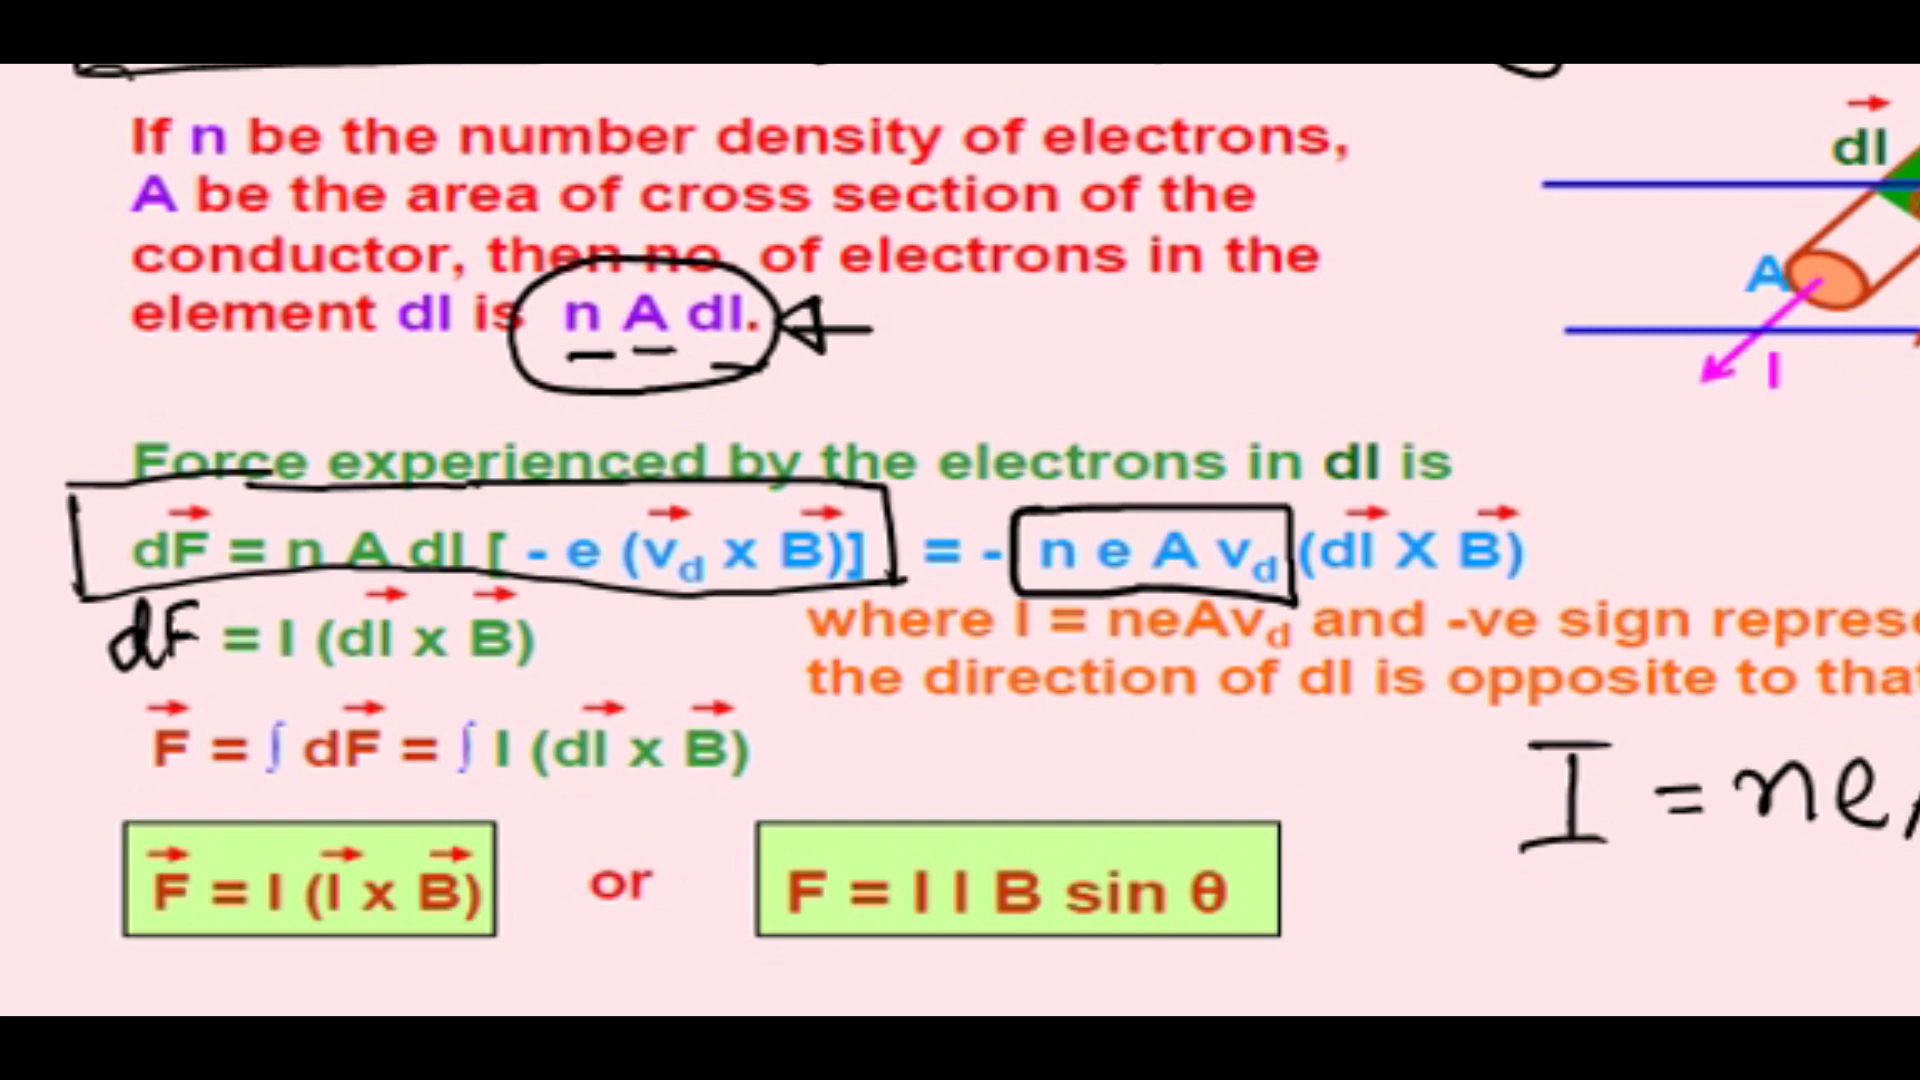 If n be the number density of electrons,
A be the area of cross section of the
conductor, then no. of electrons in the
element dl is n A dl.
dl
A
I
Force experienced by the electrons in dl is
dF = n A dl [ - e (vd x B)] = - n e A vd (dl X B)
dF = I (dl x B)
where I = neAvd and -ve sign
the direction of dl is opposite to
F = ∫ dF = ∫ I (dl x B)
I = ne
F = I (l x B) or F = I l B sin θ